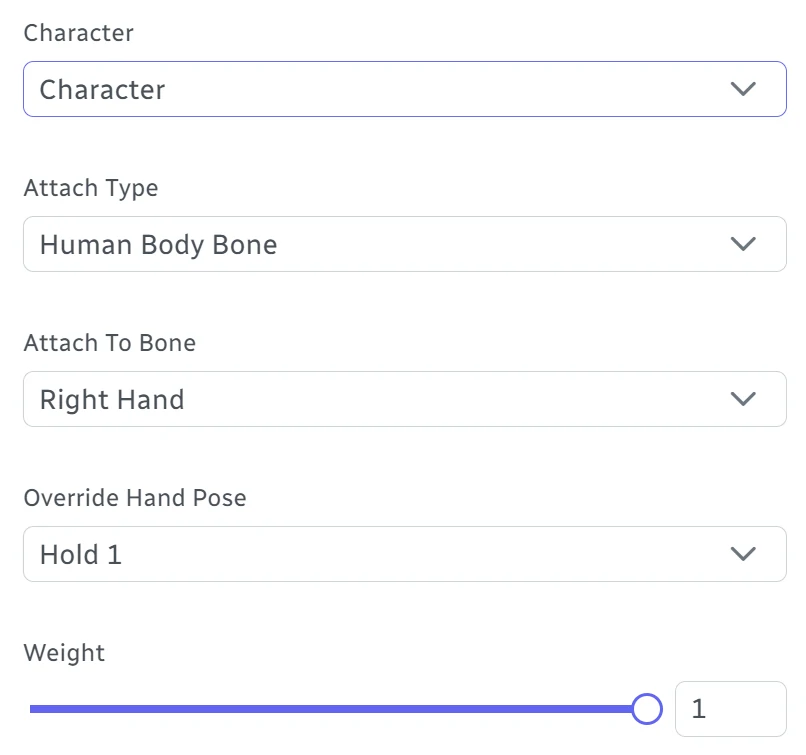 Character
Character
Attach Type
Human Body Bone
Attach To Bone
Right Hand
Override Hand Pose
Hold 1
Weight
1